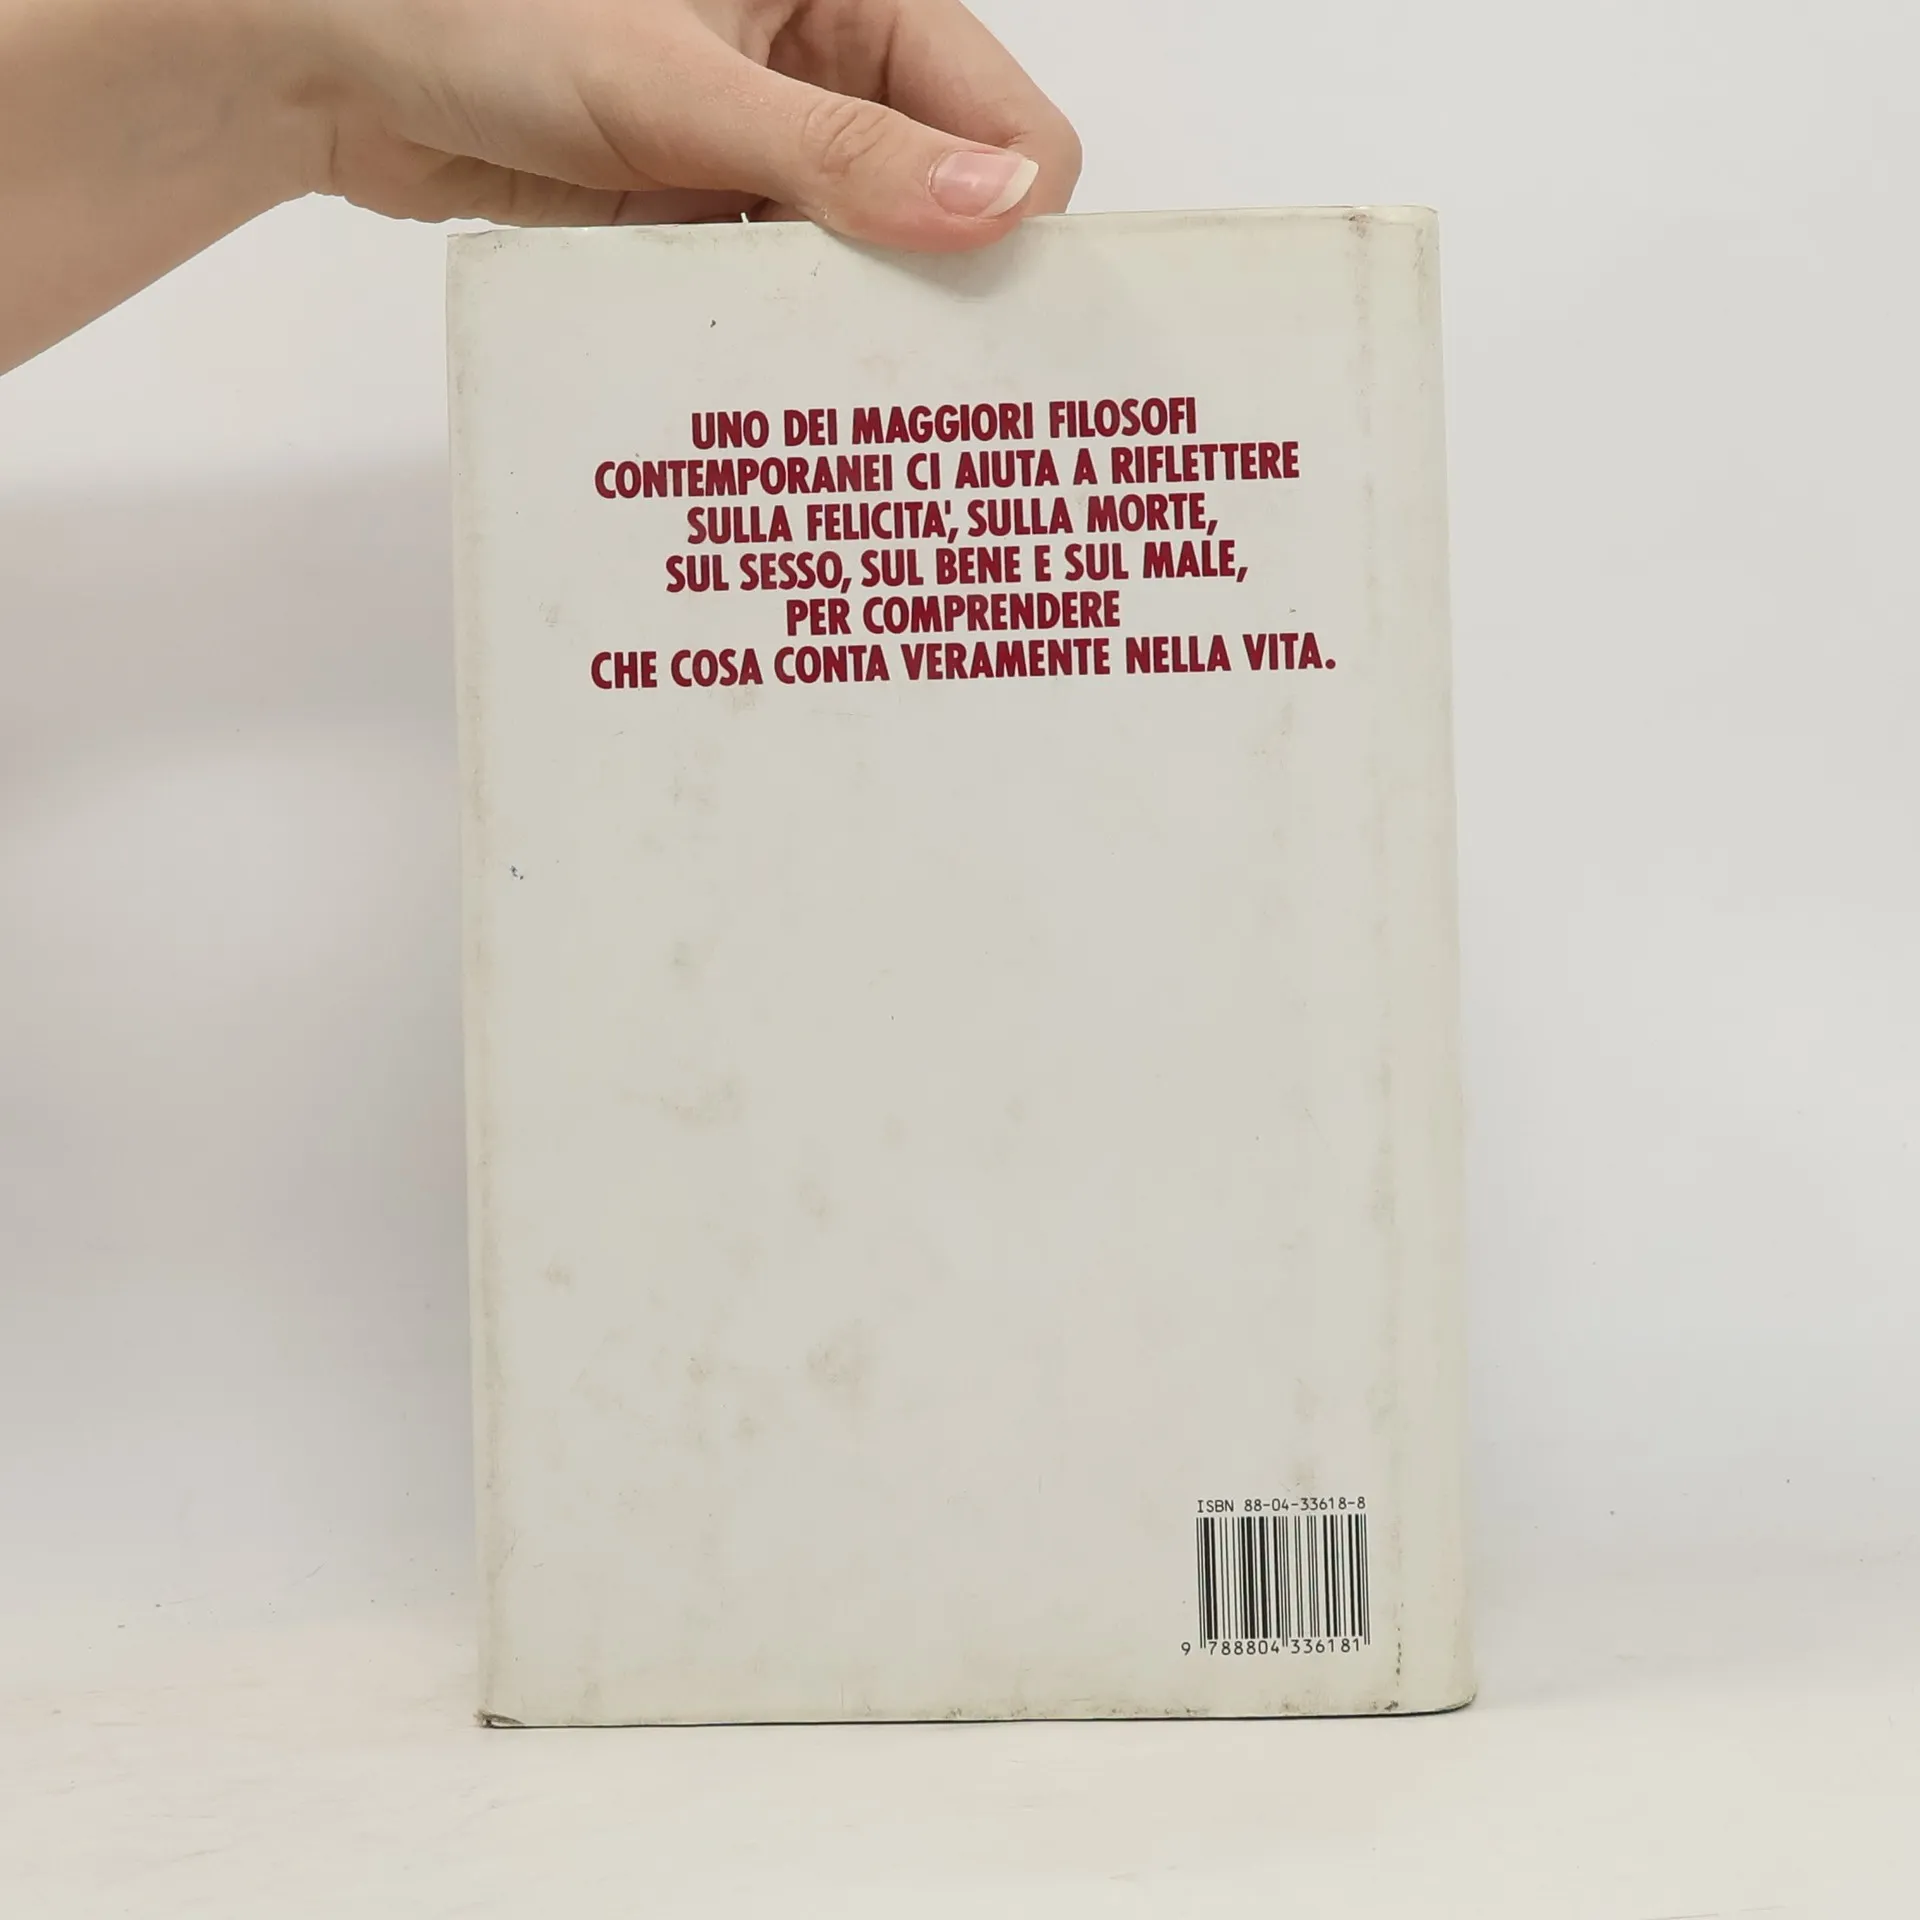 UNO DEI MAGGIORI FILOSOFI
CONTEMPORANEI CI AIUTA A RIFLETTERE
SULLA FELICITA', SULLA MORTE,
SUL SESSO, SUL BENE E SUL MALE,
PER COMPRENDERE
CHE COSA CONTA VERAMENTE NELLA VITA.
ISBN 88-04-33618-8
9 788804 336181